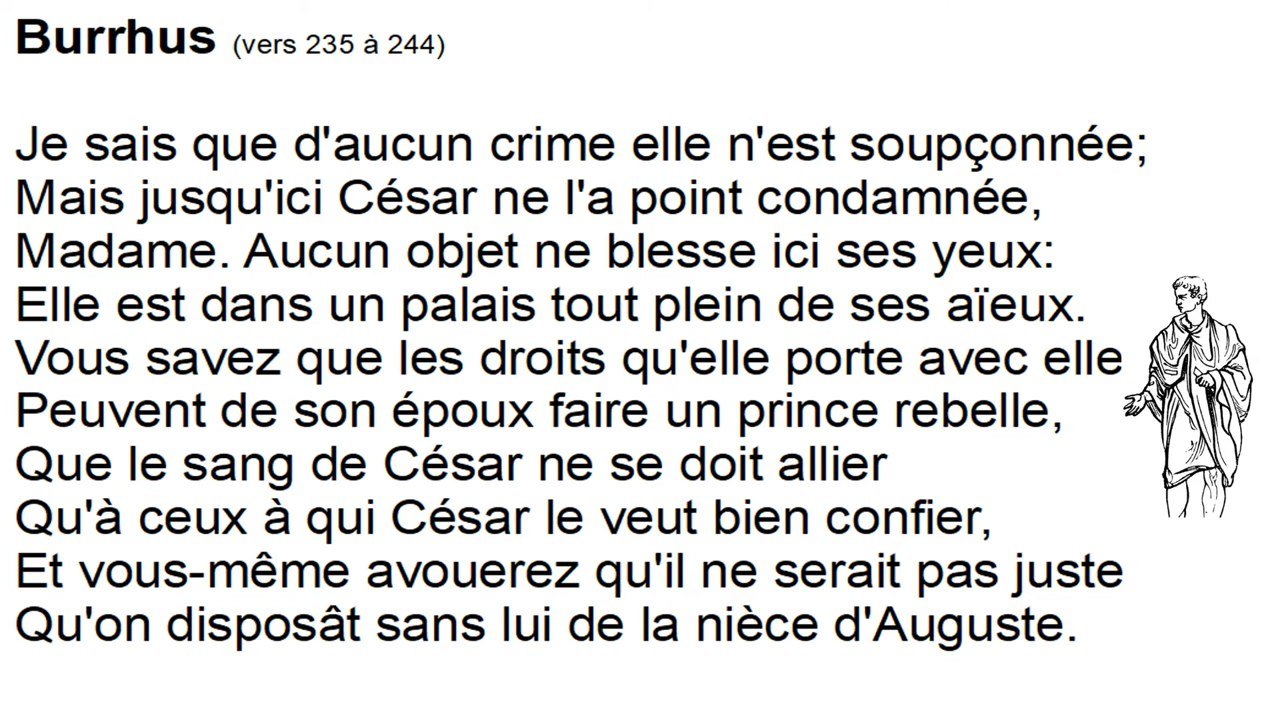 Burrhus (vers 235 à 244)
Je sais que d'aucun crime elle n'est soupçonnée;
Mais jusqu'ici César ne l'a point condamnée,
Madame. Aucun objet ne blesse ici ses yeux:
Elle est dans un palais tout plein de ses aïeux.
Vous savez que les droits qu'elle porte avec elle
Peuvent de son époux faire un prince rebelle,
Que le sang de César ne se doit allier
Qu'à ceux à qui César le veut bien confier,
Et vous-même avouerez qu'il ne serait pas juste
Qu'on disposât sans lui de la nièce d'Auguste.